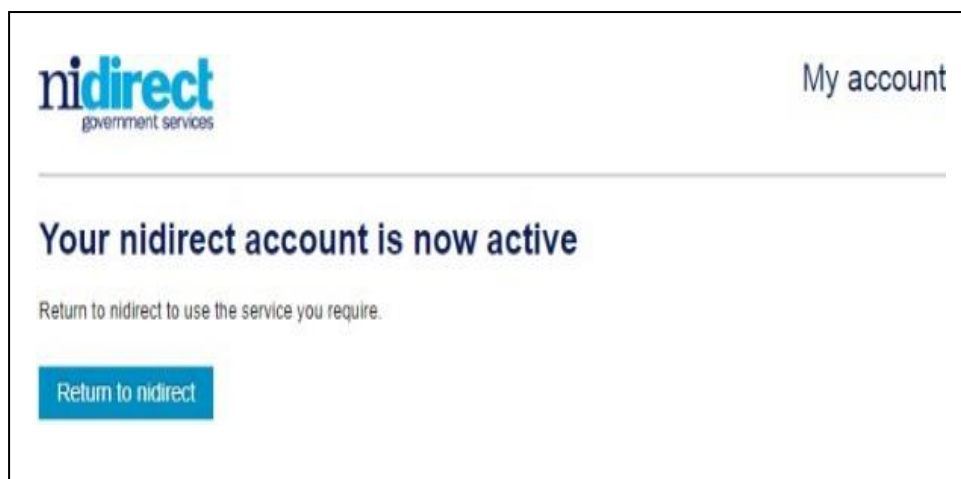 nidirect
government services
My account
Your nidirect account is now active
Return to nidirect to use the service you require.
Return to nidirect